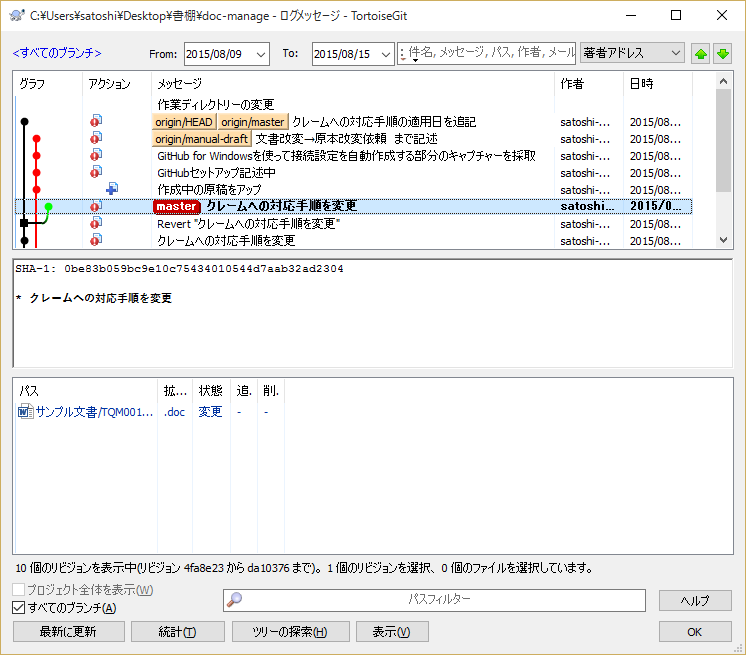 C:¥Users¥satoshi¥Desktop¥書棚¥doc-manage - ログメッセージ - TortoiseGit
<すべてのブランチ> From: 2015/08/09 To: 2015/08/15 件名, メッセージ, パス, 作者, メール 著者アドレス
グラフ アクション メッセージ 作者 日時
作業ディレクトリーの変更
origin/HEAD origin/master クレームへの対応手順の適用日を追記 satoshi-... 2015/08...
origin/manual-draft 文書改変→原本改変依頼 まで記述 satoshi-... 2015/08...
GitHub for Windowsを使って接続設定を自動作成する部分のキャプチャーを採取 satoshi-... 2015/08...
GitHubセットアップ記述中 satoshi-... 2015/08...
作成中の原稿をアップ satoshi-... 2015/08...
master クレームへの対応手順を変更 satoshi... 2015/0...
Revert "クレームへの対応手順を変更" satoshi-... 2015/08...
クレームへの対応手順を変更 satoshi-... 2015/08...
SHA-1: 0be83b059bc9e10c75434010544d7aab32ad2304
* クレームへの対応手順を変更
パス 拡... 状態 追. 削.
サンプル文書/TQM001... .doc 変更 - -
10 個のリビジョンを表示中(リビジョン 4fa8e23 から da10376 まで)。1 個のリビジョンを選択、0 個のファイルを選択しています。
プロジェクト全体を表示(W)
すべてのブランチ(A) パスフィルター ヘルプ
最新に更新 統計(T) ツリーの探索(H) 表示(V) OK